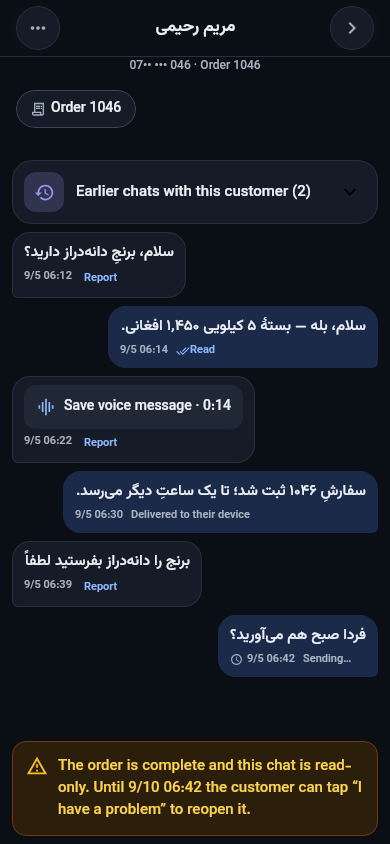 مریم رحیمی
07•• ••• 046 · Order 1046
Order 1046
Earlier chats with this customer (2)
سلام، برنجِ دانه‌دراز دارید؟
9/5 06:12 Report
سلام، بله — بستهٔ ۵ کیلویی ۱,۴۵۰ افغانی.
9/5 06:14 Read
Save voice message · 0:14
9/5 06:22 Report
سفارشِ ۱۰۴۶ ثبت شد؛ تا یک ساعتِ دیگر می‌رسد.
9/5 06:30 Delivered to their device
برنج را دانه‌دراز بفرستید لطفاً
9/5 06:39 Report
فردا صبح هم می‌آورید؟
9/5 06:42 Sending…
The order is complete and this chat is read-
only. Until 9/10 06:42 the customer can tap “I
have a problem” to reopen it.